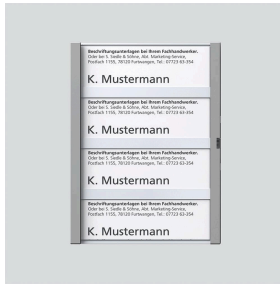 Beschriftungsunterlagen bei Ihrem Fachhandwerker.
Oder bei S. Siedle & Söhne, Abt. Marketing-Service,
Postfach 1155, 78120 Furtwangen, Tel.: 07723 63-354
K. Mustermann
Beschriftungsunterlagen bei Ihrem Fachhandwerker.
Oder bei S. Siedle & Söhne, Abt. Marketing-Service,
Postfach 1155, 78120 Furtwangen, Tel.: 07723 63-354
K. Mustermann
Beschriftungsunterlagen bei Ihrem Fachhandwerker.
Oder bei S. Siedle & Söhne, Abt. Marketing-Service,
Postfach 1155, 78120 Furtwangen, Tel.: 07723 63-354
K. Mustermann
Beschriftungsunterlagen bei Ihrem Fachhandwerker.
Oder bei S. Siedle & Söhne, Abt. Marketing-Service,
Postfach 1155, 78120 Furtwangen, Tel.: 07723 63-354
K. Mustermann